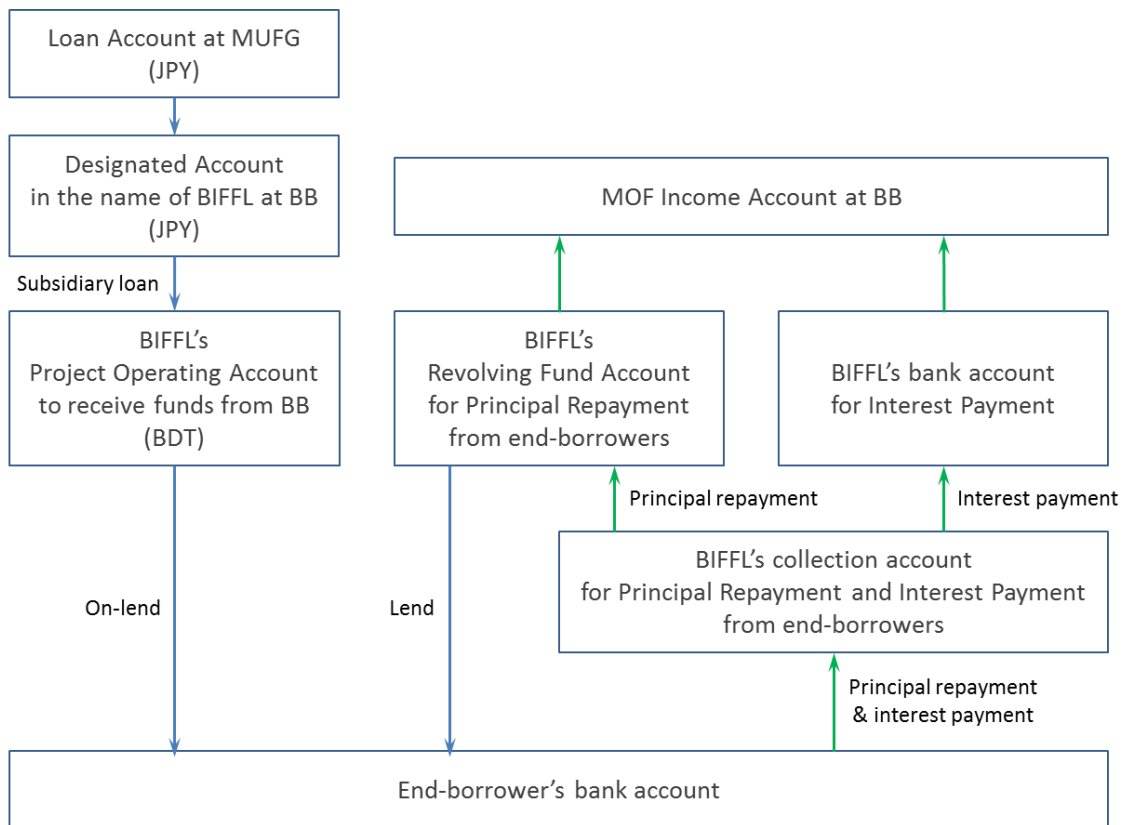 Loan Account at MUFG
(JPY)
Designated Account
in the name of BIFFL at BB
(JPY)
MOF Income Account at BB
Subsidiary loan
BIFFL’s
Project Operating Account
to receive funds from BB
(BDT)
BIFFL’s
Revolving Fund Account
for Principal Repayment
from end-borrowers
BIFFL’s bank account
for Interest Payment
Principal repayment
Interest payment
BIFFL’s collection account
for Principal Repayment and Interest Payment
from end-borrowers
On-lend
Lend
Principal repayment
& interest payment
End-borrower’s bank account